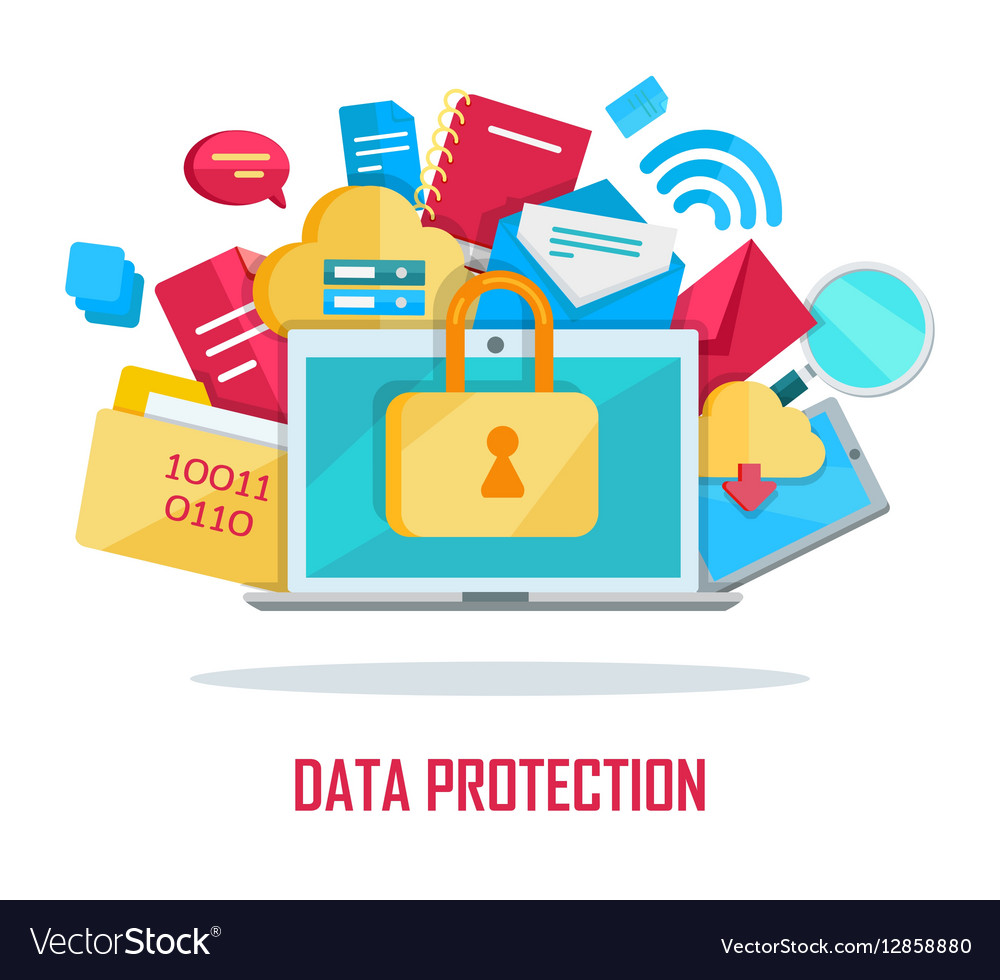 10011
0110
DATA PROTECTION
VectorStock®
VectorStock.com/12858880